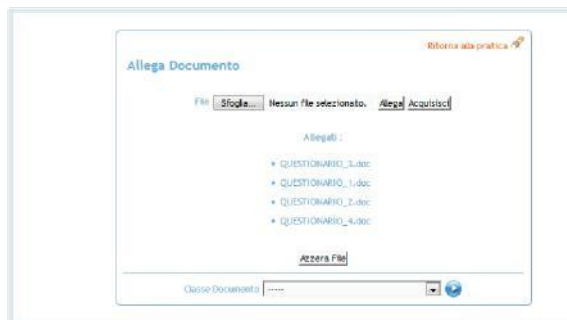 Ritorna alla pratica
Allega Documento
File Sfoglia... Nessun file selezionato. Allega Acquisisci
Allegati :
QUESTIONARIO_3.doc
QUESTIONARIO_1.doc
QUESTIONARIO_2.doc
QUESTIONARIO_4.doc
Azzera File
Classe Documento -----